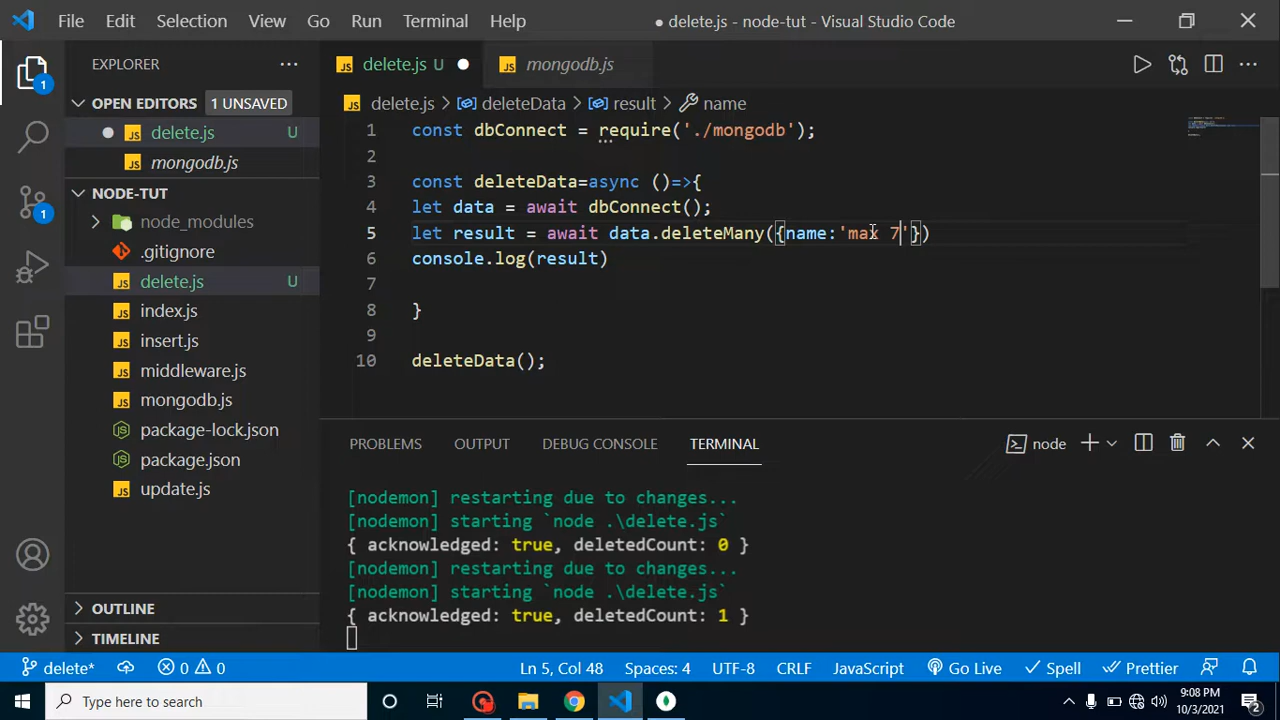 File Edit Selection View Go Run Terminal Help ● delete.js - node-tut - Visual Studio Code
EXPLORER
delete.js U
mongodb.js
OPEN EDITORS 1 UNSAVED
delete.js U
mongodb.js
NODE-TUT
node_modules
.gitignore
delete.js U
index.js
insert.js
middleware.js
mongodb.js
package-lock.json
package.json
update.js
OUTLINE
TIMELINE
delete.js > deleteData > result > name
1 const dbConnect = require('./mongodb');
2
3 const deleteData=async ()=>{
4 let data = await dbConnect();
5 let result = await data.deleteMany({name:'max 7'})
6 console.log(result)
7
8 }
9
10 deleteData();
PROBLEMS OUTPUT DEBUG CONSOLE TERMINAL node
[nodemon] restarting due to changes...
[nodemon] starting `node .\delete.js`
{ acknowledged: true, deletedCount: 0 }
[nodemon] restarting due to changes...
[nodemon] starting `node .\delete.js`
{ acknowledged: true, deletedCount: 1 }
delete* 0 0 Ln 5, Col 48 Spaces: 4 UTF-8 CRLF JavaScript Go Live Spell Prettier
Type here to search
9:08 PM
10/3/2021
2
1
1